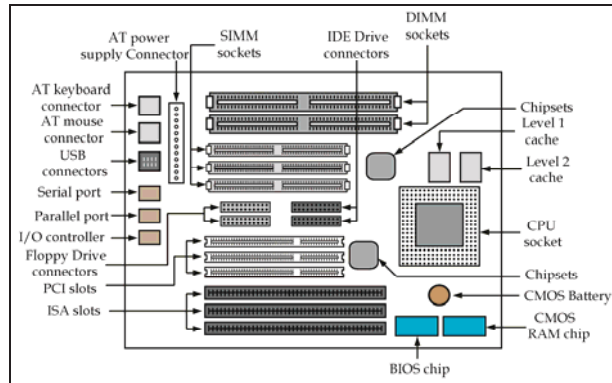 AT power
supply Connector
SIMM
sockets
IDE Drive
connectors
DIMM
sockets
AT keyboard
connector
AT mouse
connector
USB
connectors
Serial port
Parallel port
I/O controller
Floppy Drive
connectors
PCI slots
ISA slots
Chipsets
Level 1
cache
Level 2
cache
CPU
socket
Chipsets
CMOS Battery
CMOS
RAM chip
BIOS chip